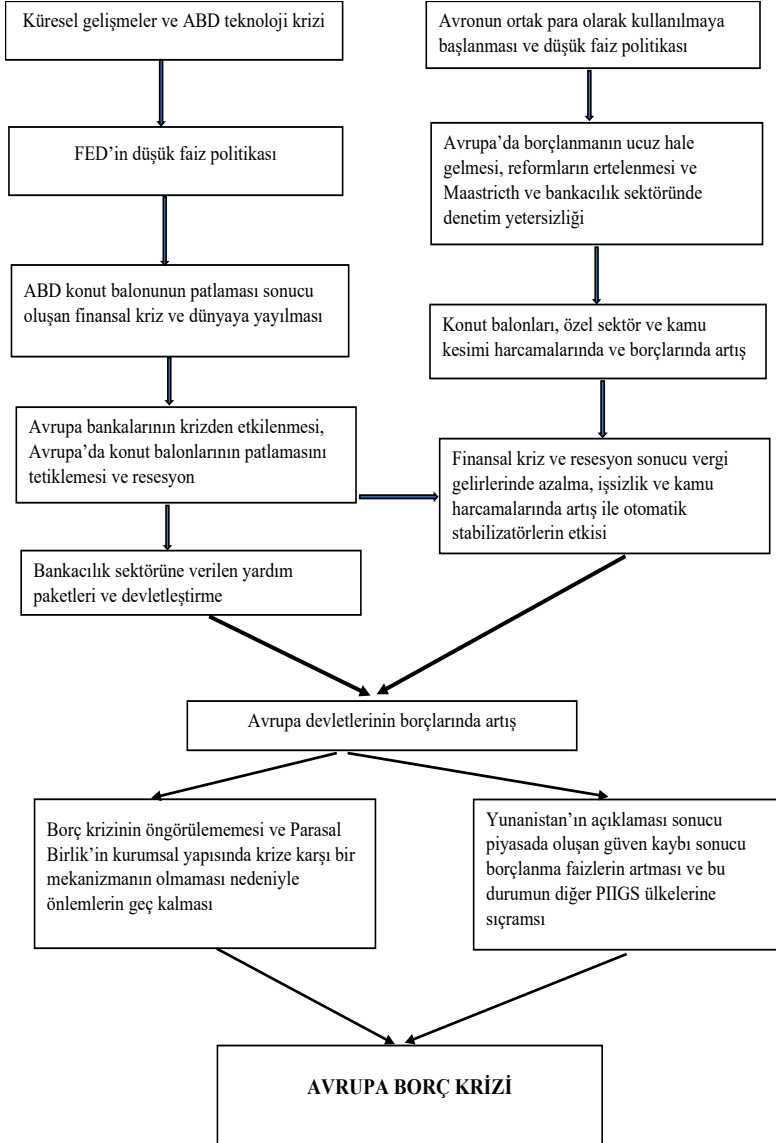 Küresel gelişmeler ve ABD teknoloji krizi
Avronun ortak para olarak kullanılmaya
başlanması ve düşük faiz politikası
FED’in düşük faiz politikası
Avrupa’da borçlanmanın ucuz hale
gelmesi, reformların ertelenmesi ve
Maastricth ve bankacılık sektöründe
denetim yetersizliği
ABD konut balonunun patlaması sonucu
oluşan finansal kriz ve dünyaya yayılması
Konut balonları, özel sektör ve kamu
kesimi harcamalarında ve borçlarında artış
Avrupa bankalarının krizden etkilenmesi,
Avrupa’da konut balonlarının patlamasını
tetiklemesi ve resesyon
Finansal kriz ve resesyon sonucu vergi
gelirlerinde azalma, işsizlik ve kamu
harcamalarında artış ile otomatik
stabilizatörlerin etkisi
Bankacılık sektörüne verilen yardım
paketleri ve devletleştirme
Avrupa devletlerinin borçlarında artış
Borç krizinin öngörülememesi ve Parasal
Birlik’in kurumsal yapısında krize karşı bir
mekanizmanın olmaması nedeniyle
önlemlerin geç kalması
Yunanistan’ın açıklaması sonucu
piyasada oluşan güven kaybı sonucu
borçlanma faizlerin artması ve bu
durumun diğer PIIGS ülkelerine
sıçramsı
AVRUPA BORÇ KRİZİ